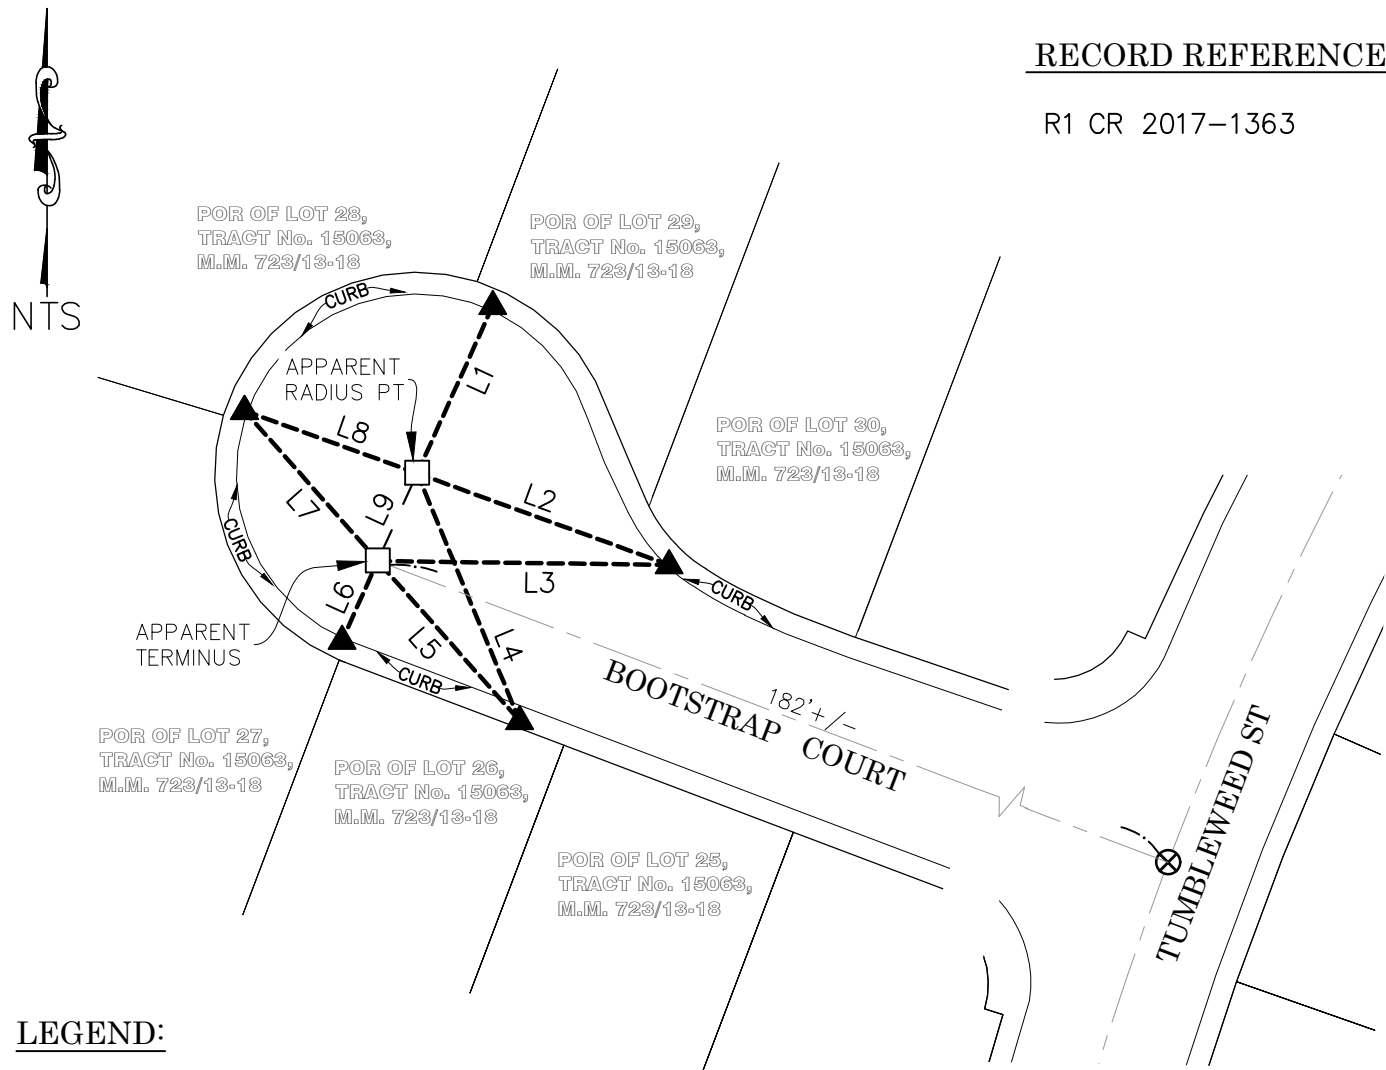 RECORD REFERENCE
R1 CR 2017-1363
NTS
POR OF LOT 28,
TRACT No. 15063,
M.M. 723/13-18
POR OF LOT 29,
TRACT No. 15063,
M.M. 723/13-18
CURB
APPARENT
RADIUS PT
L1
L8
POR OF LOT 30,
TRACT No. 15063,
M.M. 723/13-18
L7
L9
L2
CURB
L3
L6
CURB
APPARENT
TERMINUS
L5
L4
CURB
BOOTSTRAP COURT
182'+/-
TUMBLEWEED ST
POR OF LOT 27,
TRACT No. 15063,
M.M. 723/13-18
POR OF LOT 26,
TRACT No. 15063,
M.M. 723/13-18
POR OF LOT 25,
TRACT No. 15063,
M.M. 723/13-18
LEGEND: